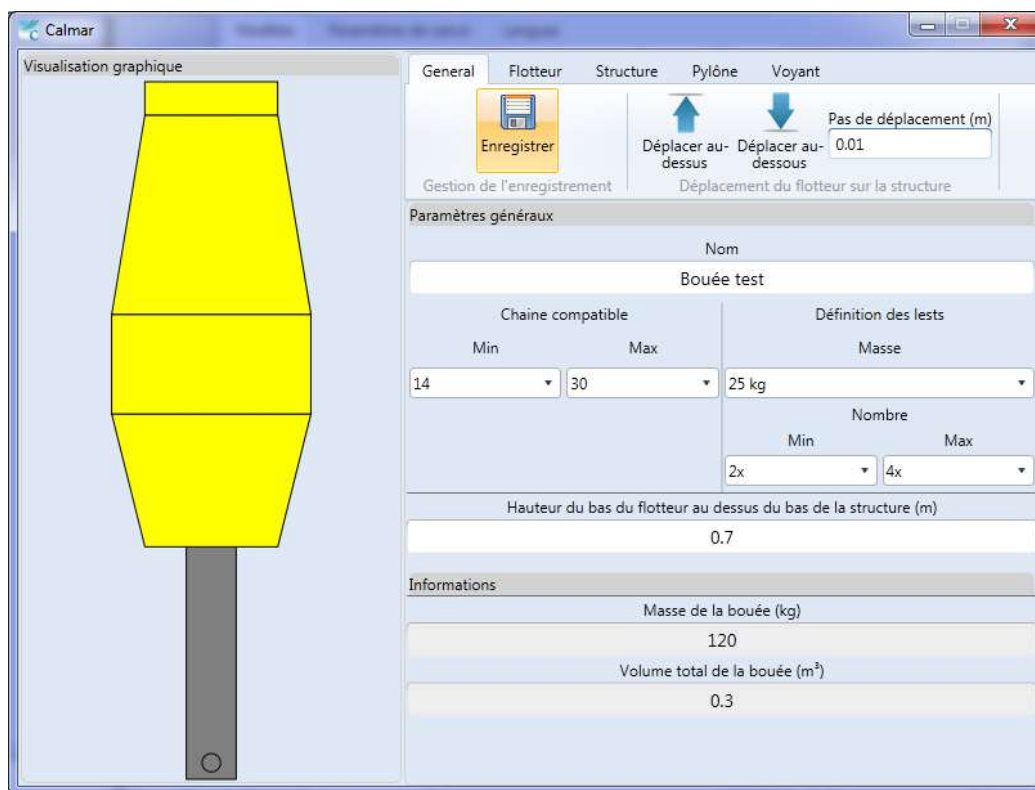 Calmar
Visualisation graphique
General Flotteur Structure Pylône Voyant
Enregistrer
Gestion de l'enregistrement
Déplacer au-
dessus
Déplacer au-
dessous
Pas de déplacement (m)
0.01
Déplacement du flotteur sur la structure
Paramètres généraux
Nom
Bouée test
Chaine compatible
Min Max
14 30
Définition des lests
Masse
25 kg
Nombre
Min Max
2x 4x
Hauteur du bas du flotteur au dessus du bas de la structure (m)
0.7
Informations
Masse de la bouée (kg)
120
Volume total de la bouée (m³)
0.3